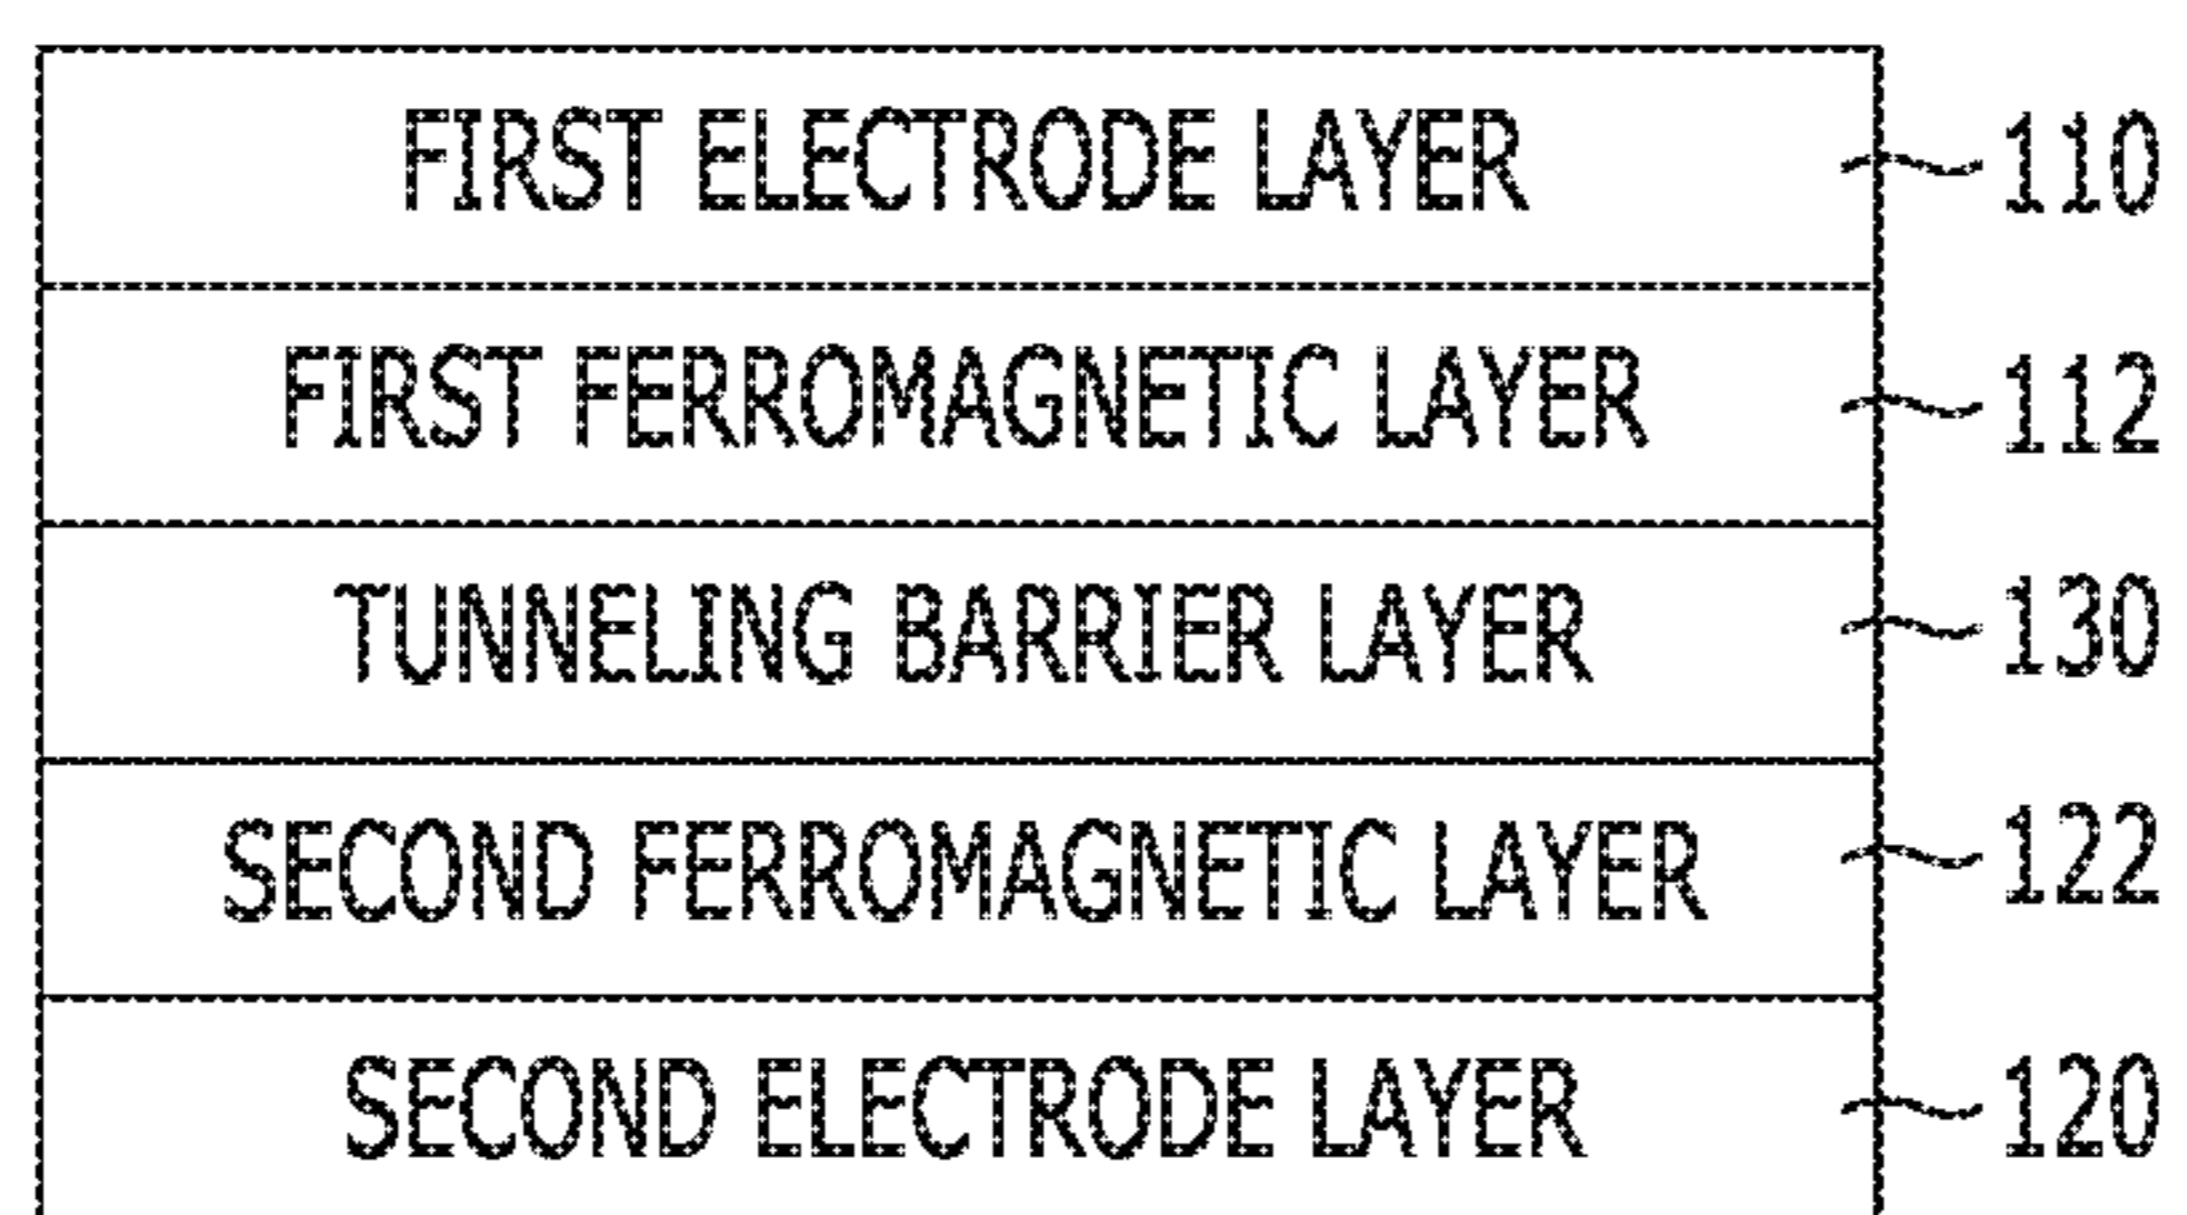 FIRST ELECTRODE LAYER 110
FIRST FERROMAGNETIC LAYER 112
TUNNELING BARRIER LAYER 130
SECOND FERROMAGNETIC LAYER 122
SECOND ELECTRODE LAYER 120